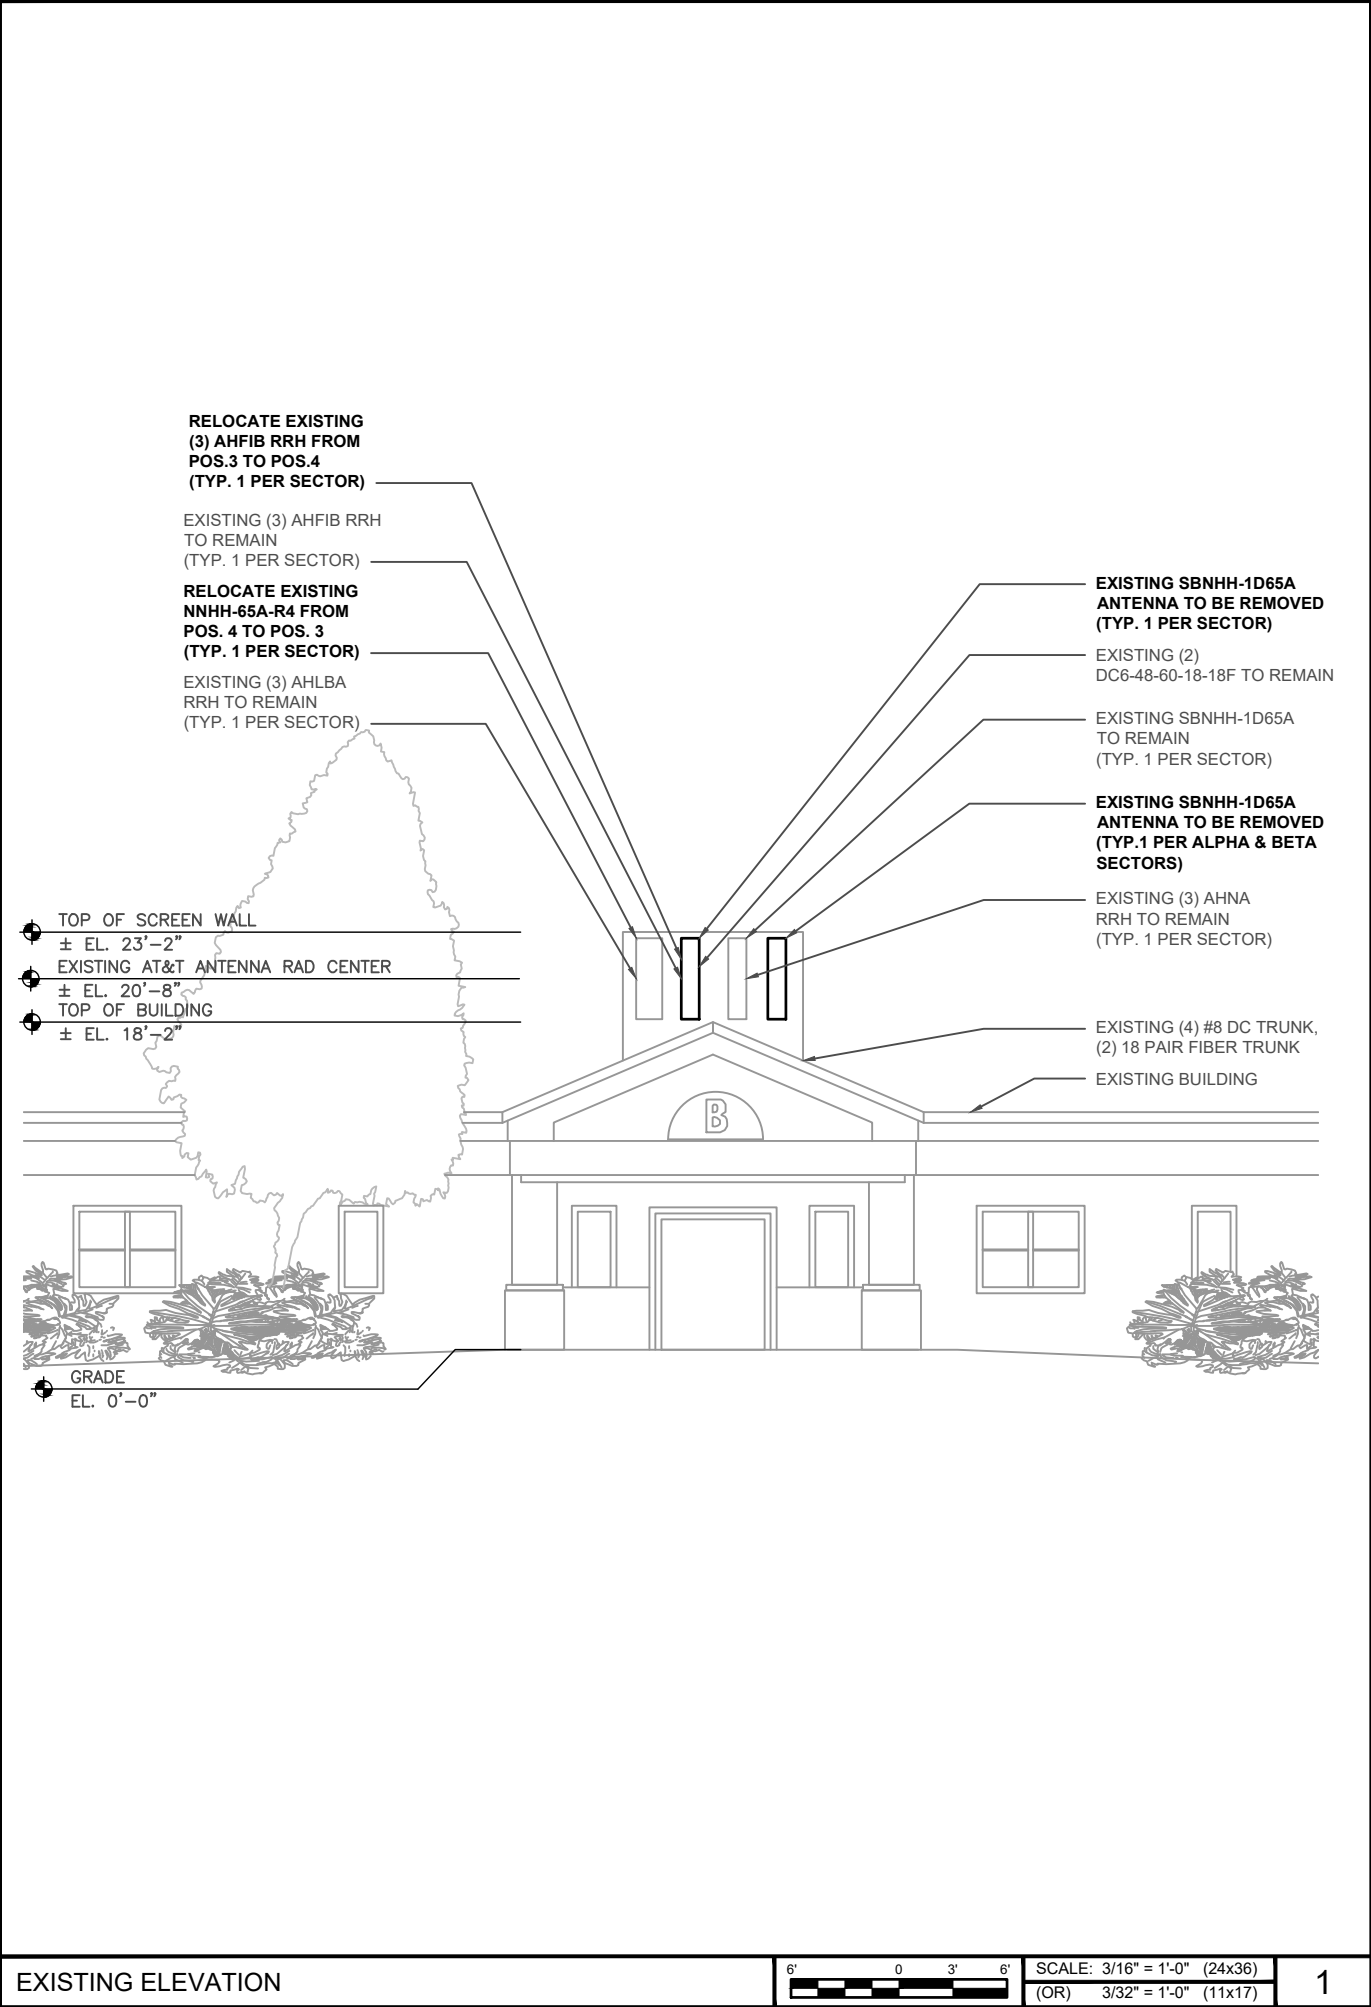 RELOCATE EXISTING
(3) AHFIB RRH FROM
POS.3 TO POS.4
(TYP. 1 PER SECTOR)
EXISTING (3) AHFIB RRH
TO REMAIN
(TYP. 1 PER SECTOR)
RELOCATE EXISTING
NNHH-65A-R4 FROM
POS. 4 TO POS. 3
(TYP. 1 PER SECTOR)
EXISTING (3) AHLBA
RRH TO REMAIN
(TYP. 1 PER SECTOR)
EXISTING SBNHH-1D65A
ANTENNA TO BE REMOVED
(TYP. 1 PER SECTOR)
EXISTING (2)
DC6-48-60-18-18F TO REMAIN
EXISTING SBNHH-1D65A
TO REMAIN
(TYP. 1 PER SECTOR)
EXISTING SBNHH-1D65A
ANTENNA TO BE REMOVED
(TYP.1 PER ALPHA & BETA
SECTORS)
EXISTING (3) AHNA
RRH TO REMAIN
(TYP. 1 PER SECTOR)
EXISTING (4) #8 DC TRUNK,
(2) 18 PAIR FIBER TRUNK
EXISTING BUILDING
TOP OF SCREEN WALL
± EL. 23'-2"
EXISTING AT&T ANTENNA RAD CENTER
± EL. 20'-8"
TOP OF BUILDING
± EL. 18'-2"
B
GRADE
EL. 0'-0"
EXISTING ELEVATION
6' 0 3' 6'
SCALE: 3/16" = 1'-0" (24x36)
(OR) 3/32" = 1'-0" (11x17)
1